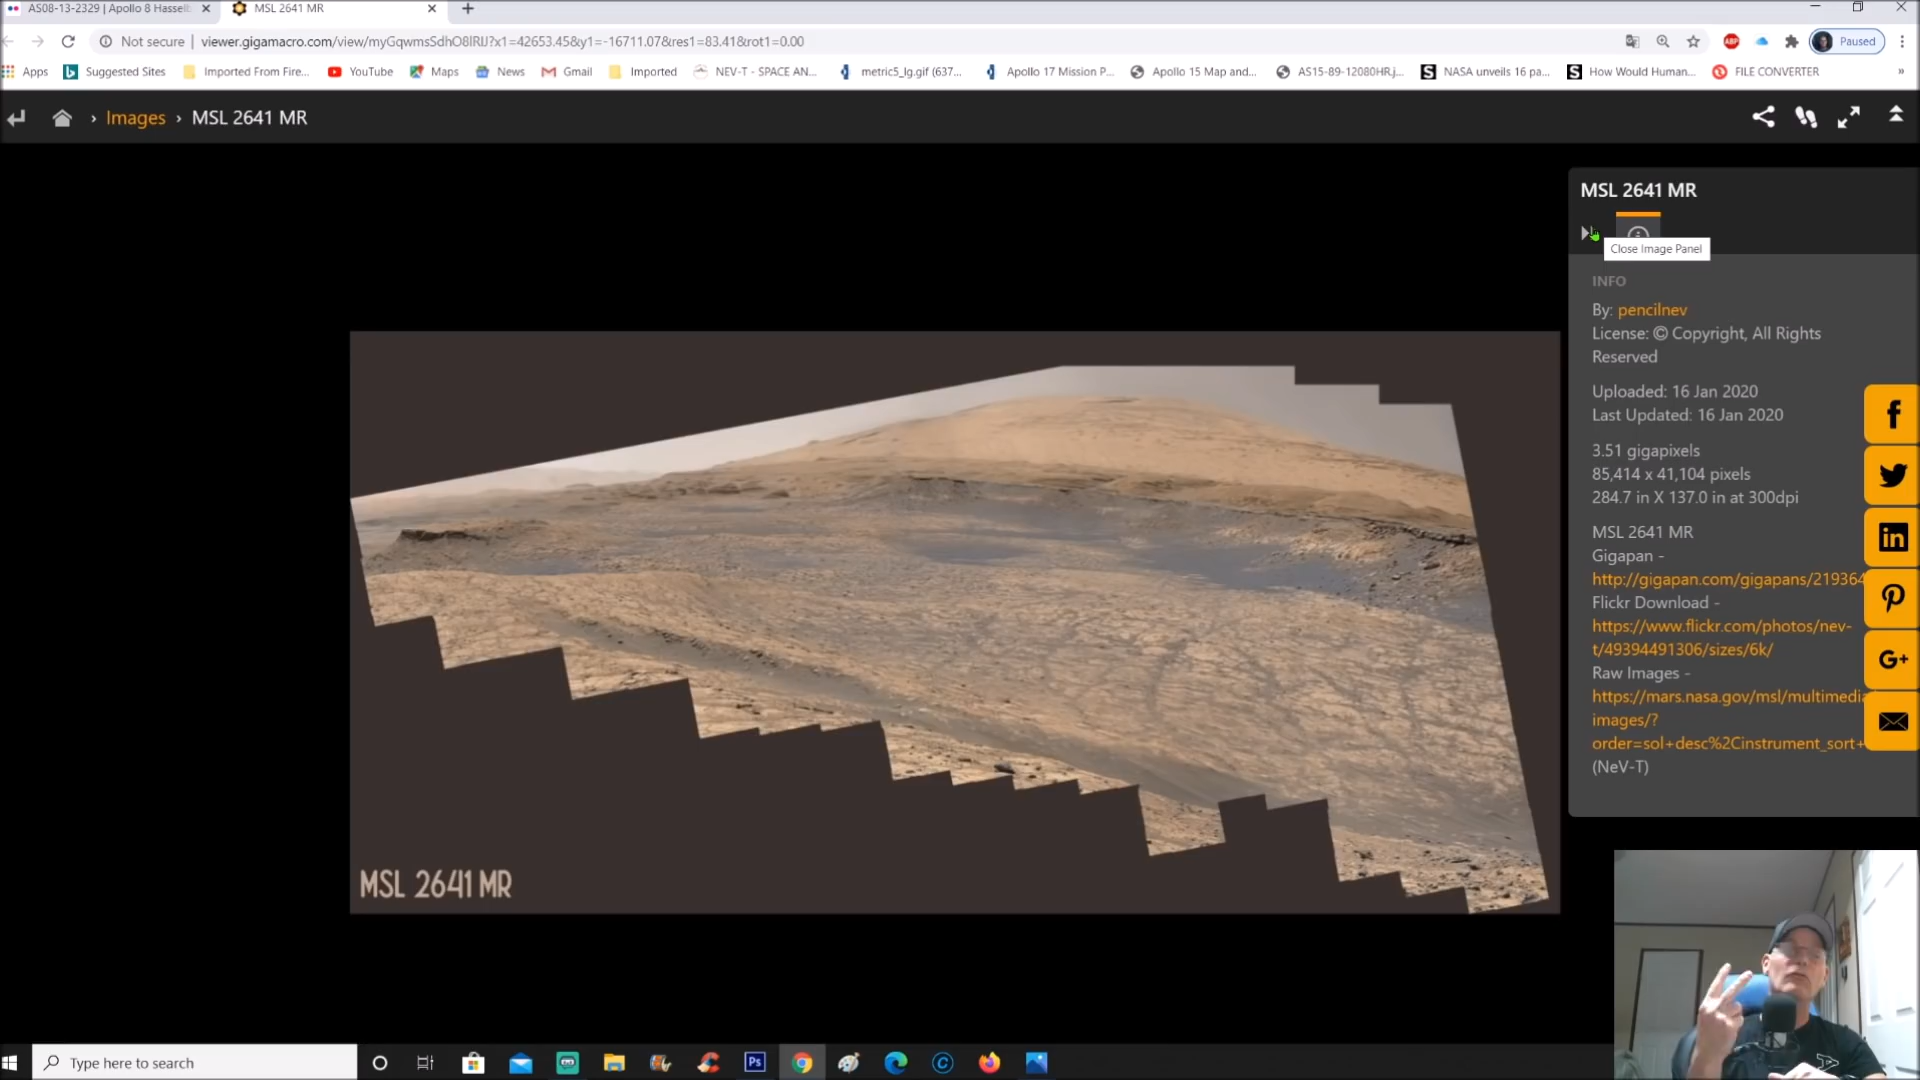 AS08-13-2329 | Apollo 8 Hasselb
MSL 2641 MR
Not secure | viewer.gigamacro.com/view/myGqwmsSdhO8lRlJ?x1=42653.45&y1=-16711.07&res1=83.41&rot1=0.00
ABP
Paused
Apps
Suggested Sites
Imported From Fire...
YouTube
Maps
News
Gmail
Imported
NEV-T - SPACE AN...
metric5_lg.gif (637...
Apollo 17 Mission P...
Apollo 15 Map and...
AS15-89-12080HR.j...
NASA unveils 16 pa...
How Would Human...
FILE CONVERTER
»
› Images › MSL 2641 MR
MSL 2641 MR
Close Image Panel
INFO
By: pencilnev
License: © Copyright, All Rights
Reserved
Uploaded: 16 Jan 2020
Last Updated: 16 Jan 2020
3.51 gigapixels
85,414 x 41,104 pixels
284.7 in X 137.0 in at 300dpi
MSL 2641 MR
Gigapan -
http://gigapan.com/gigapans/219364
Flickr Download -
https://www.flickr.com/photos/nev-
t/49394491306/sizes/6k/
Raw Images -
https://mars.nasa.gov/msl/multimedia
images/?
order=sol+desc%2Cinstrument_sort+
(NeV-T)
MSL 2641 MR
Type here to search
Ps